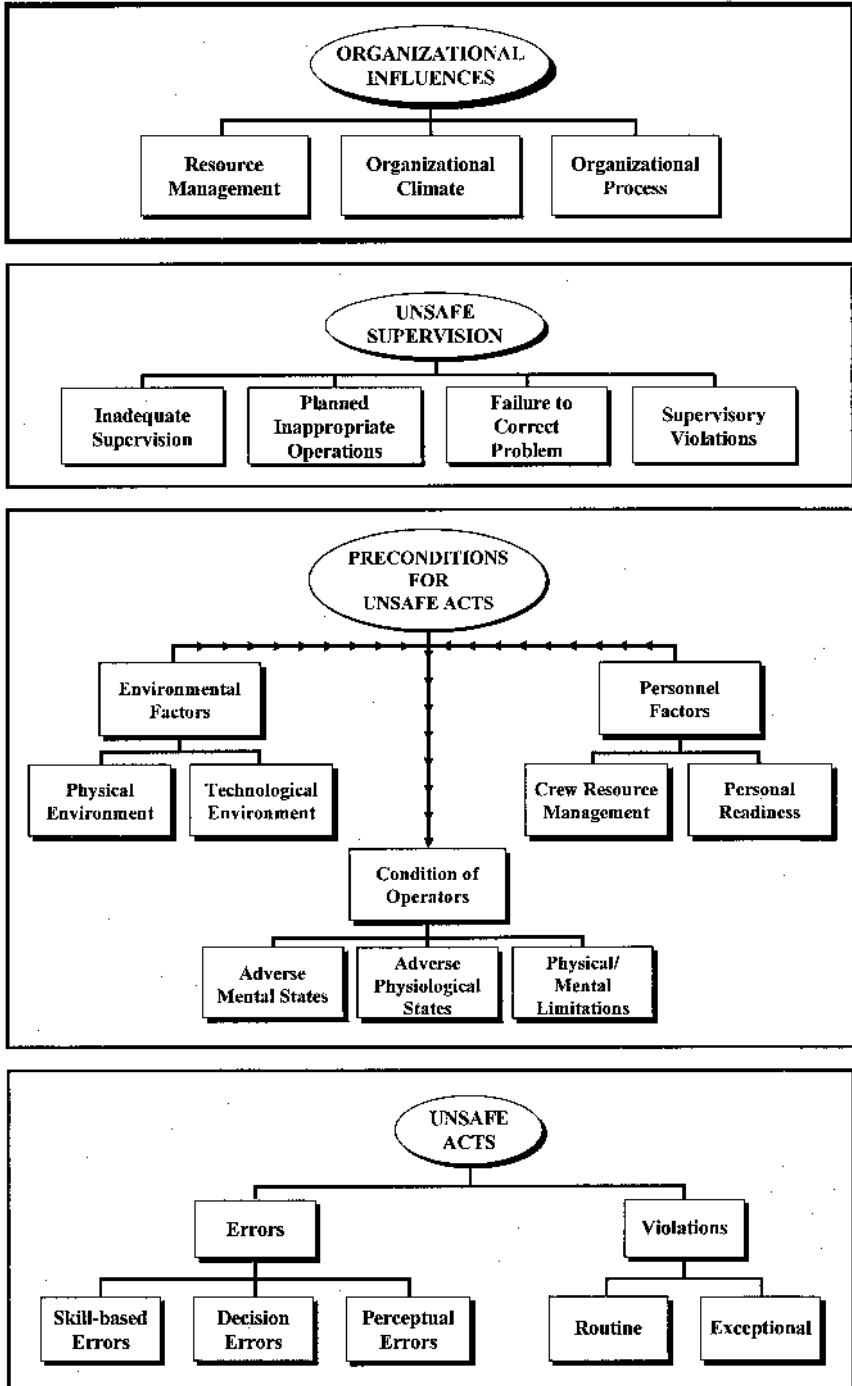 ORGANIZATIONAL
INFLUENCES
Resource
Management
Organizational
Climate
Organizational
Process
UNSAFE
SUPERVISION
Inadequate
Supervision
Planned
Inappropriate
Operations
Failure to
Correct
Problem
Supervisory
Violations
PRECONDITIONS
FOR
UNSAFE ACTS
Environmental
Factors
Personnel
Factors
Physical
Environment
Technological
Environment
Crew Resource
Management
Personal
Readiness
Condition of
Operators
Adverse
Mental States
Adverse
Physiological
States
Physical/
Mental
Limitations
UNSAFE
ACTS
Errors
Violations
Skill-based
Errors
Decision
Errors
Perceptual
Errors
Routine
Exceptional